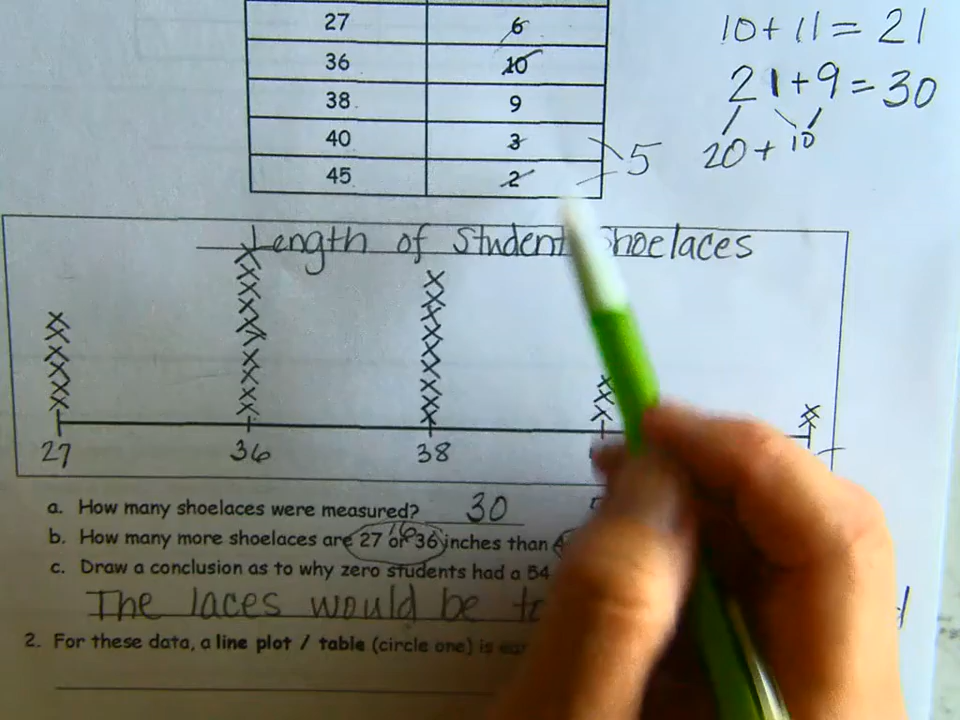 27 6
36 10
38 9
40 3
45 2
5
10 + 11 = 21
21 + 9 = 30
20 + 10
Length of Student Shoelaces
27 36 38
a. How many shoelaces were measured? 30
16
b. How many more shoelaces are 27 or 36 inches than
c. Draw a conclusion as to why zero students had a 54
The laces would be
2. For these data, a line plot / table (circle one) is